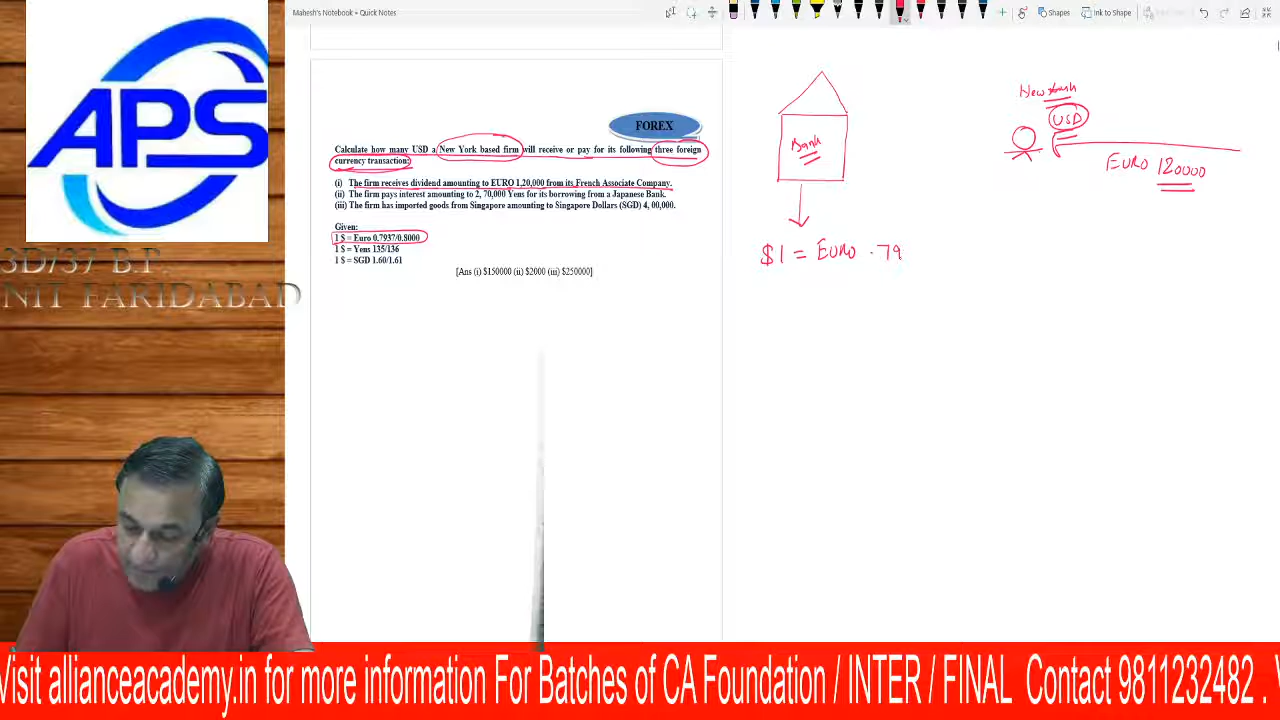 Mahesh's Notebook • Quick Notes
Shapes
Ink to Shape
APS
3D/37 B.P.
NIT FARIDABAD
FOREX
Calculate how many USD a New York based firm will receive or pay for its following three foreign
currency transaction:
(i) The firm receives dividend amounting to EURO 1,20,000 from its French Associate Company.
(ii) The firm pays interest amounting to 2, 70,000 Yens for its borrowing from a Japanese Bank.
(iii) The firm has imported goods from Singapore amounting to Singapore Dollars (SGD) 4, 00,000.
Given:
1 $ = Euro 0.7937/0.8000
1 $ = Yens 135/136
1 $ = SGD 1.60/1.61
[Ans (i) $150000 (ii) $2000 (iii) $250000]
Bank
$1 = EURO .79
USD
EURO 120000
Visit allianceacademy.in for more information For Batches of CA Foundation / INTER / FINAL Contact 9811232482 .